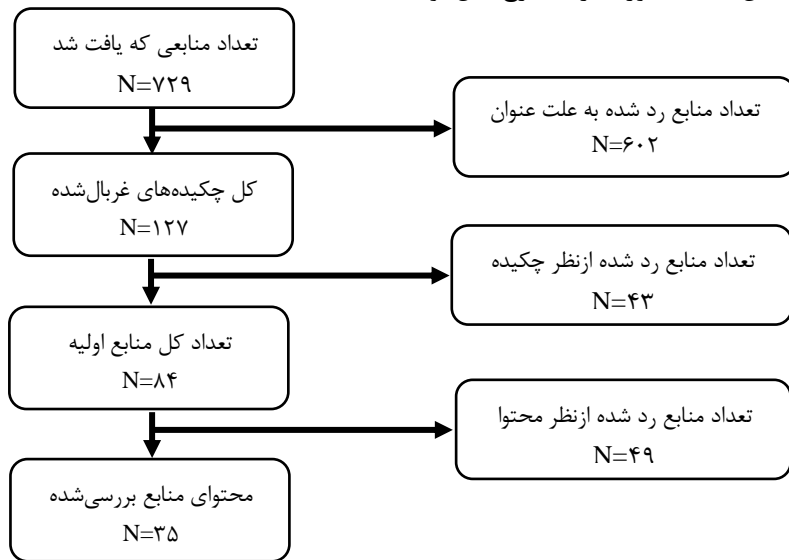 تعداد منابعی که یافت شد
N=۷۲۹
تعداد منابع رد شده به علت عنوان
N=۶۰۲
کل چکیده‌های غربال‌شده
N=۱۲۷
تعداد منابع رد شده ازنظر چکیده
N=۴۳
تعداد کل منابع اولیه
N=۸۴
تعداد منابع رد شده ازنظر محتوا
N=۴۹
محتوای منابع بررسی‌شده
N=۳۵